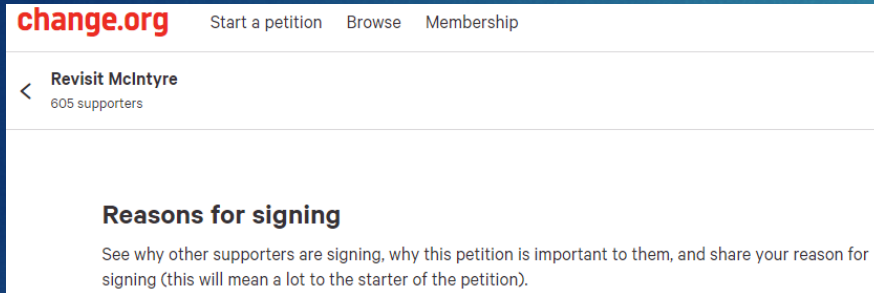 change.org Start a petition Browse Membership
Revisit McIntyre
605 supporters
Reasons for signing
See why other supporters are signing, why this petition is important to them, and share your reason for
signing (this will mean a lot to the starter of the petition).